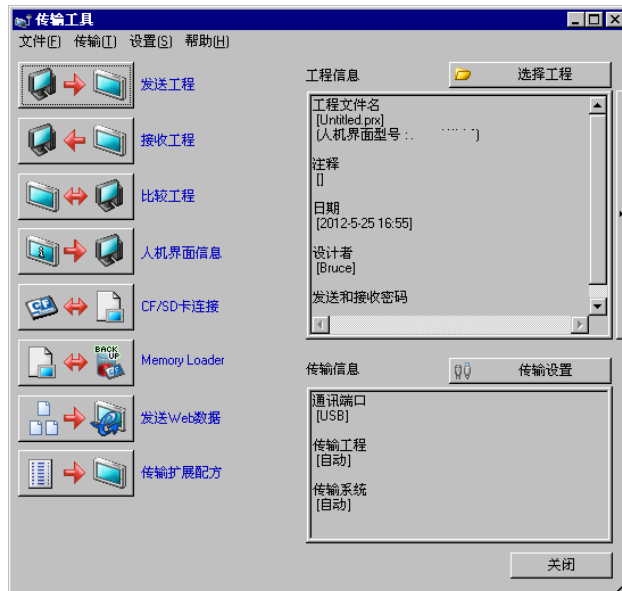 传输工具
文件(F) 传输(T) 设置(S) 帮助(H)
发送工程
接收工程
比较工程
人机界面信息
CF/SD卡连接
CF
Memory Loader
BACK
UP
发送Web数据
传输扩展配方
工程信息
选择工程
工程文件名
[Untitled.prx]
(人机界面型号:. )
注释
[]
日期
[2012-5-25 16:55]
设计者
[Bruce]
发送和接收密码
传输信息
传输设置
通讯端口
[USB]
传输工程
[自动]
传输系统
[自动]
关闭